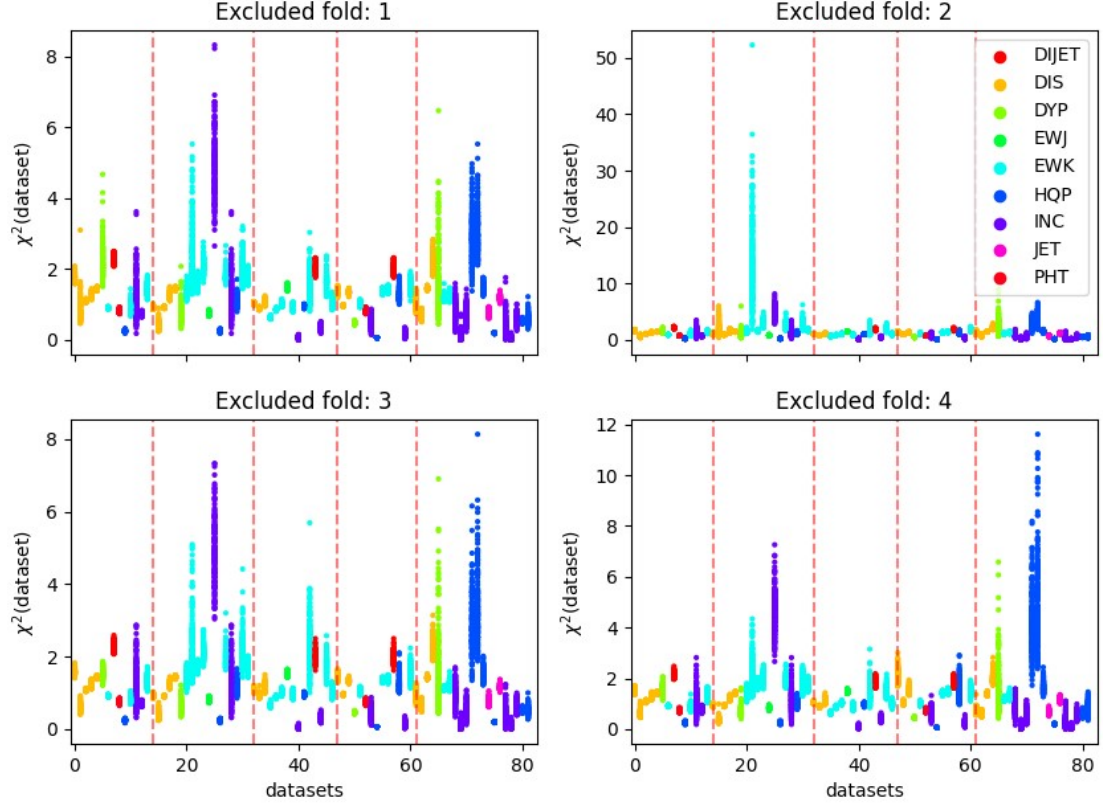 Excluded fold: 1
χ²(dataset)
8
6
4
2
0
Excluded fold: 2
χ²(dataset)
50
40
30
20
10
0
DIJET
DIS
DYP
EWJ
EWK
HQP
INC
JET
PHT
Excluded fold: 3
χ²(dataset)
8
6
4
2
0
0 20 40 60 80
datasets
Excluded fold: 4
χ²(dataset)
12
10
8
6
4
2
0
0 20 40 60 80
datasets